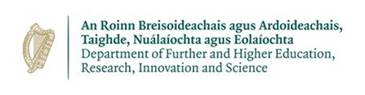 An Roinn Breisoideachais agus Ardoideachais,
Taighde, Nuálaíochta agus Eolaíochta
Department of Further and Higher Education,
Research, Innovation and Science